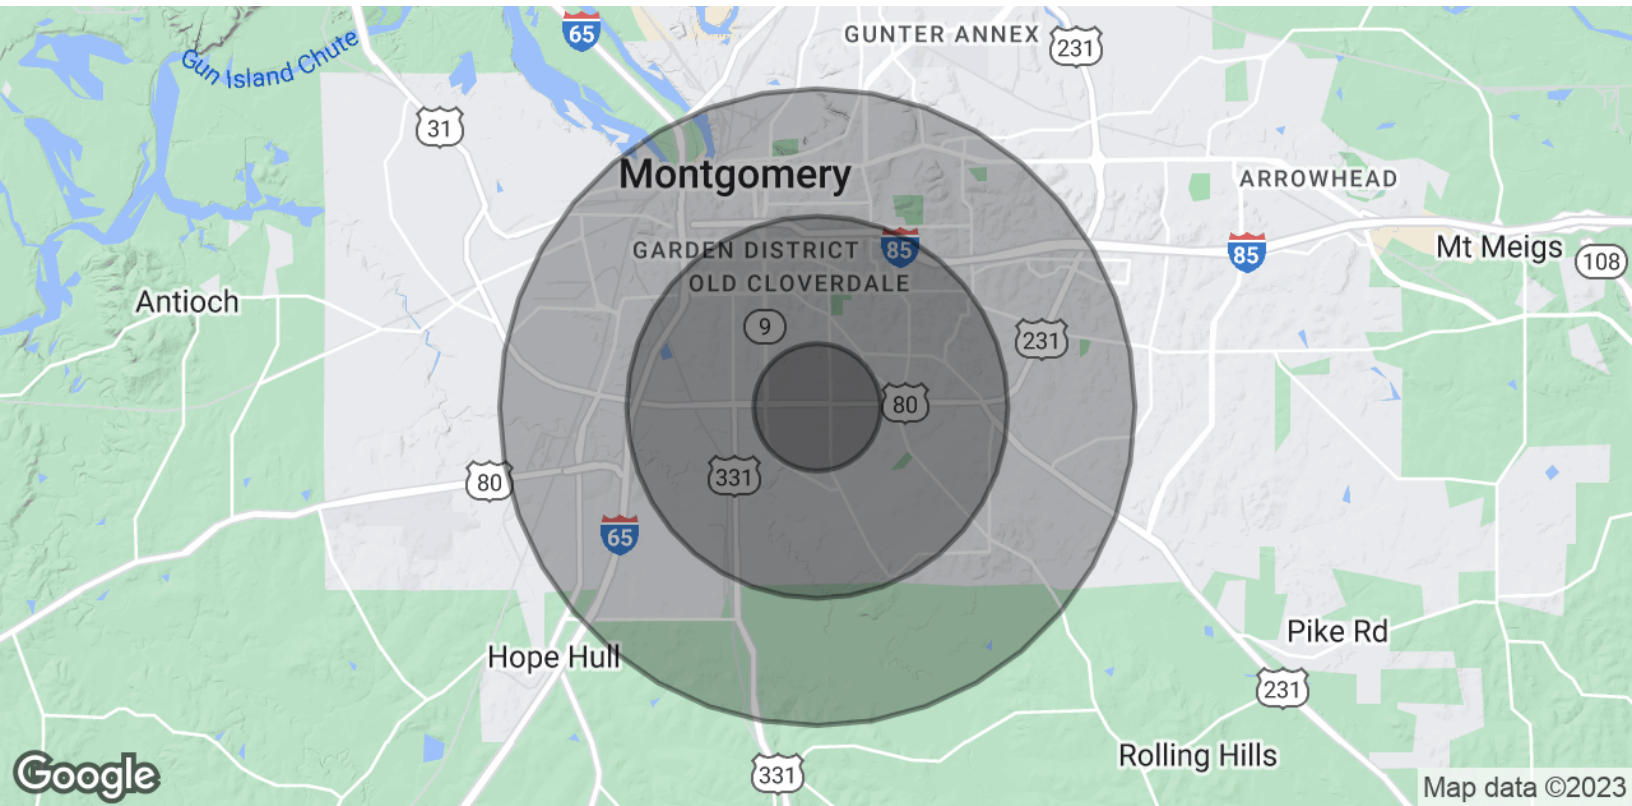 Gun Island Chute
65
GUNTER ANNEX
231
31
Montgomery
ARROWHEAD
GARDEN DISTRICT
85
85
Mt Meigs
108
OLD CLOVERDALE
Antioch
9
231
80
331
80
65
Pike Rd
Hope Hull
231
Rolling Hills
331
Google
Map data ©2023